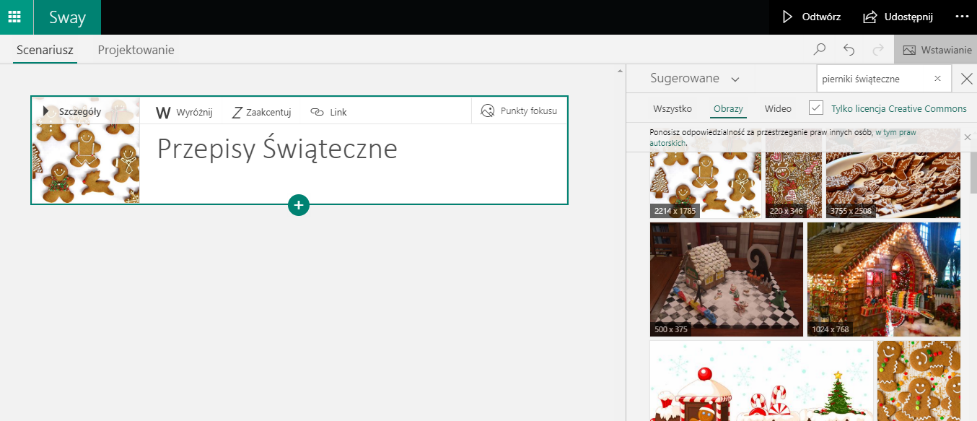 Sway
Odtwórz
Udostępnij
Scenariusz
Projektowanie
Wstawianie
Szczegóły
W Wyróżnij
Z Zaakcentuj
Link
Punkty fokusu
Przepisy Świąteczne
Sugerowane
pierniki świąteczne
Wszystko
Obrazy
Wideo
Tylko licencja Creative Commons
Ponosisz odpowiedzialność za przestrzeganie praw innych osób, w tym praw
autorskich.
2214 x 1785
220 x 346
3755 x 2508
500 x 375
1024 x 768